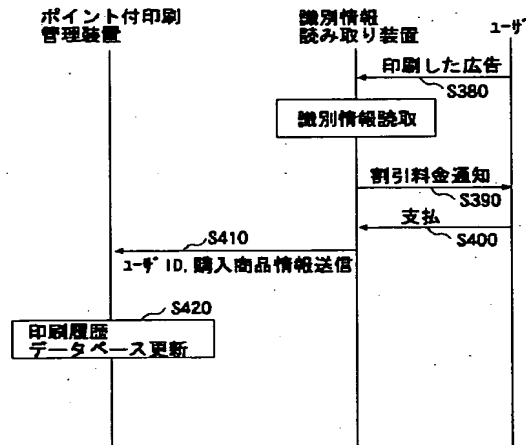 ポイント付印刷
管理装置
識別情報
読み取り装置
ユーザ
印刷した広告
S380
識別情報読取
割引料金通知
S390
支払
S400
S410
ユーザID,購入商品情報送信
S420
印刷履歴
データベース更新